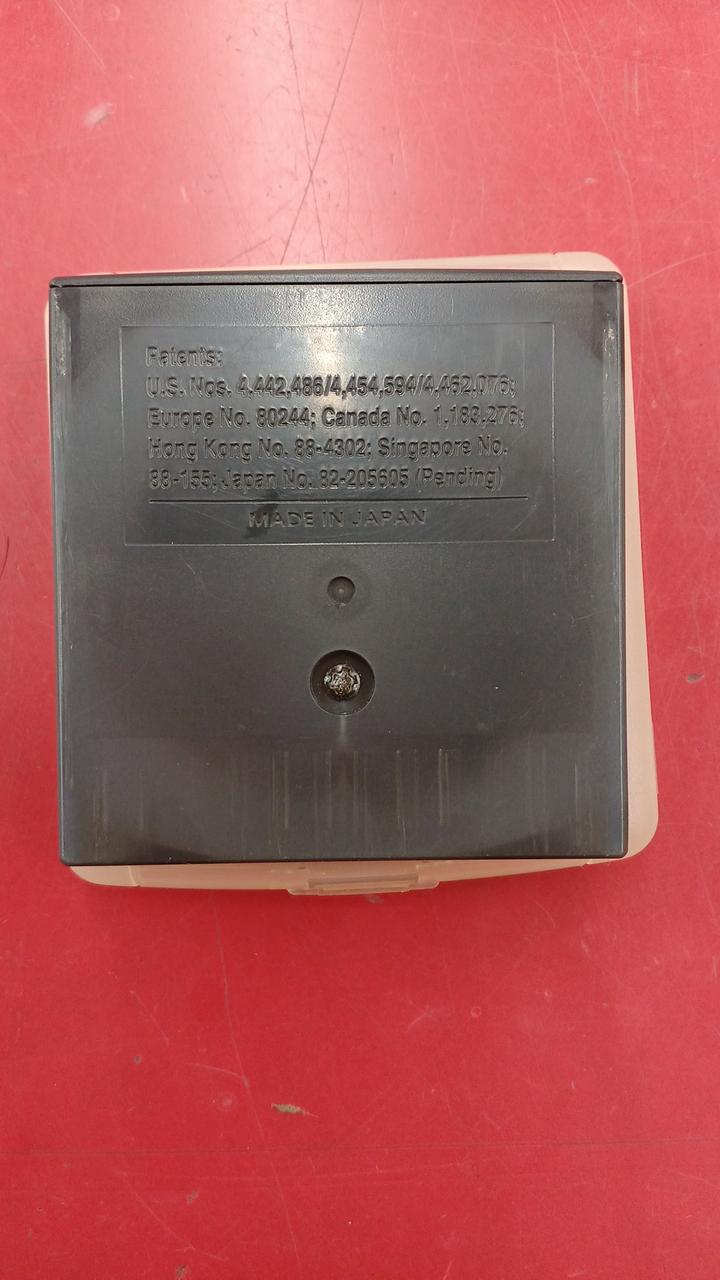 Patents:
U.S. Nos. 4,442,486/4,454,594/4,462,076;
Europe No. 80244; Canada No. 1,183,276;
Hong Kong No. 88-4302; Singapore No.
88-155; Japan No. 82-205605 (Pending)
MADE IN JAPAN